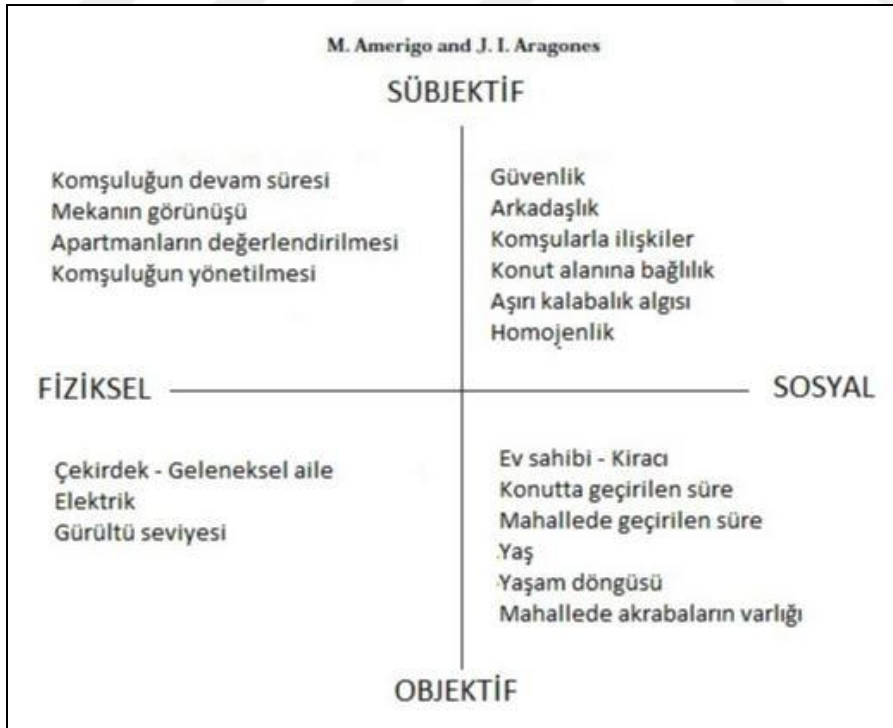 M. Amerigo and J. I. Aragones
SÜBJEKTİF
Komşuluğun devam süresi
Mekanın görünüşü
Apartmanların değerlendirilmesi
Komşuluğun yönetilmesi
Güvenlik
Arkadaşlık
Komşularla ilişkiler
Konut alanına bağlılık
Aşırı kalabalık algısı
Homojenlik
FİZİKSEL
SOSYAL
Çekirdek - Geleneksel aile
Elektrik
Gürültü seviyesi
Ev sahibi - Kiracı
Konutta geçirilen süre
Mahallede geçirilen süre
Yaş
Yaşam döngüsü
Mahallede akrabaların varlığı
OBJEKTİF